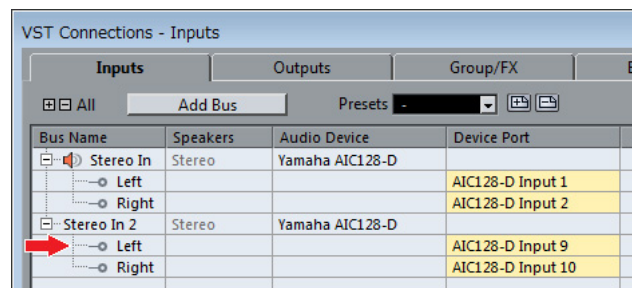 VST Connections - Inputs
Inputs Outputs Group/FX
All Add Bus Presets -
Bus Name Speakers Audio Device Device Port
Stereo In Stereo Yamaha AIC128-D
Left AIC128-D Input 1
Right AIC128-D Input 2
Stereo In 2 Stereo Yamaha AIC128-D
Left AIC128-D Input 9
Right AIC128-D Input 10